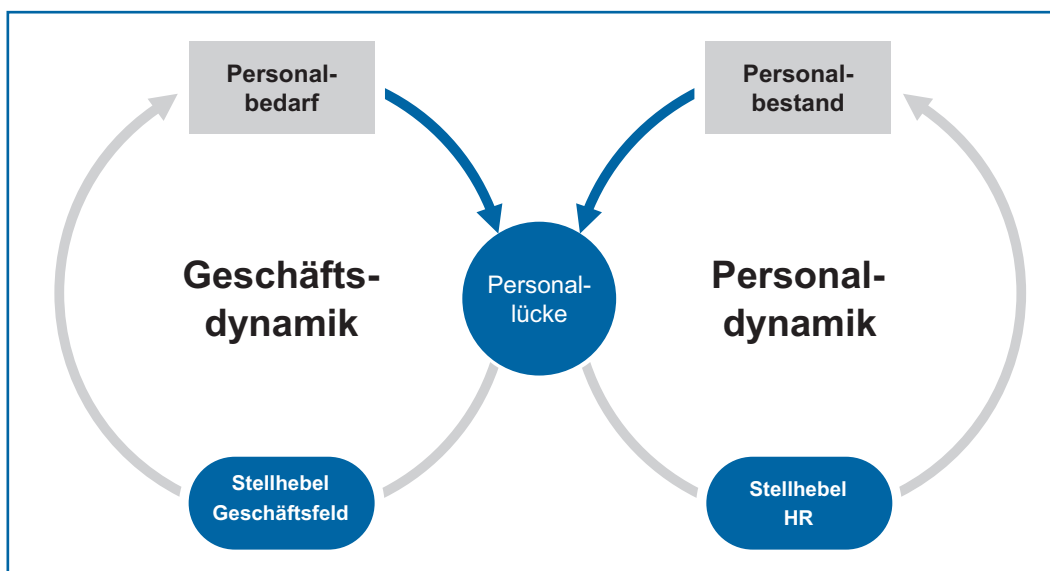 Personal-
bedarf
Personal-
bestand
Geschäfts-
dynamik
Personal-
lücke
Personal-
dynamik
Stellhebel
Geschäftsfeld
Stellhebel
HR